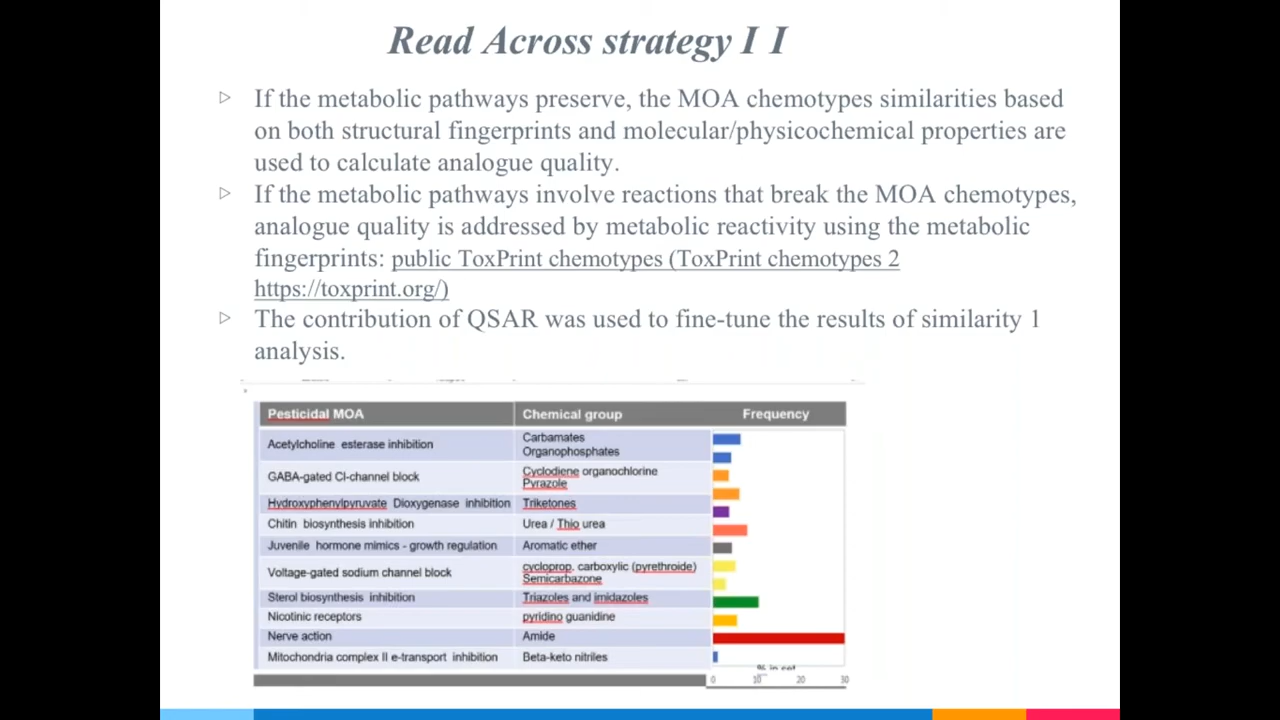 Read Across strategy I I
If the metabolic pathways preserve, the MOA chemotypes similarities based
on both structural fingerprints and molecular/physicochemical properties are
used to calculate analogue quality.
If the metabolic pathways involve reactions that break the MOA chemotypes,
analogue quality is addressed by metabolic reactivity using the metabolic
fingerprints: public ToxPrint chemotypes (ToxPrint chemotypes 2
https://toxprint.org/)
The contribution of QSAR was used to fine-tune the results of similarity 1
analysis.
Pesticidal MOA Chemical group Frequency
Acetylcholine esterase inhibition Carbamates
Organophosphates
GABA-gated Cl-channel block Cyclodiene organochlorine
Pyrazole
Hydroxyphenylpyruvate Dioxygenase inhibition Triketones
Chitin biosynthesis inhibition Urea / Thio urea
Juvenile hormone mimics - growth regulation Aromatic ether
Voltage-gated sodium channel block cycloprop. carboxylic (pyrethroide)
Semicarbazone
Sterol biosynthesis inhibition Triazoles and imidazoles
Nicotinic receptors pyridino guanidine
Nerve action Amide
Mitochondria complex II e-transport inhibition Beta-keto nitriles
0 10 20 30